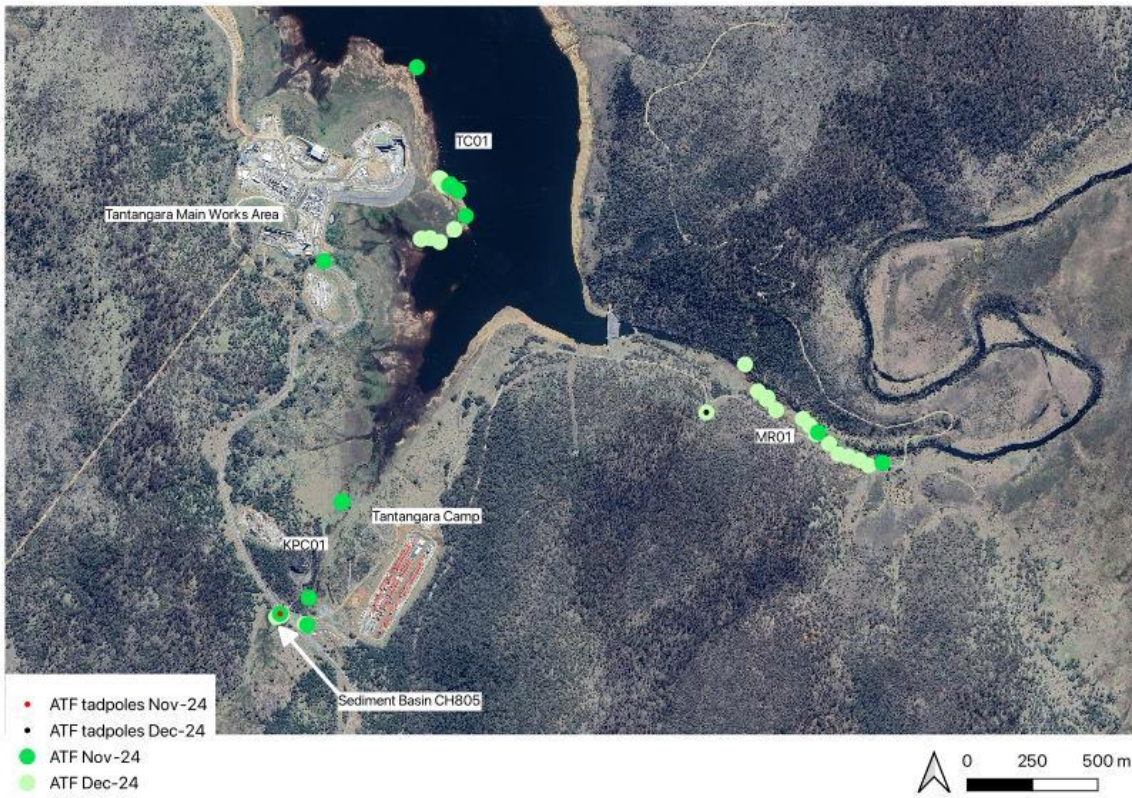 TC01
Tantangara Main Works Area
MR01
Tantangara Camp
KPC01
Sediment Basin CH805
ATF tadpoles Nov-24
ATF tadpoles Dec-24
ATF Nov-24
ATF Dec-24
0 250 500 m